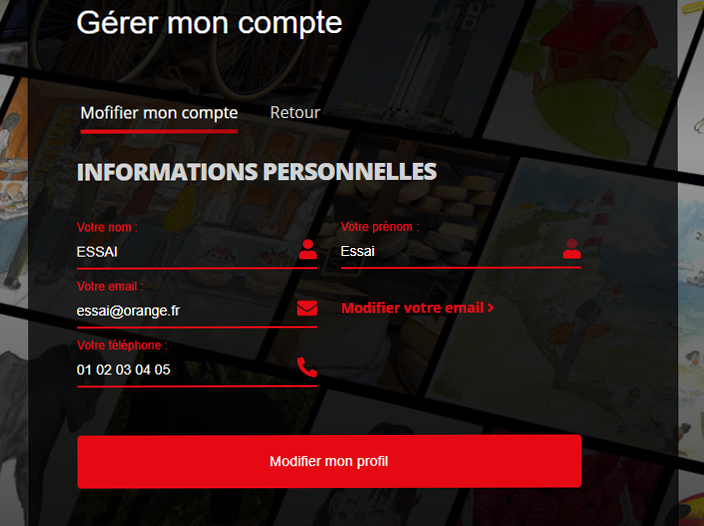 Gérer mon compte
Mofifier mon compte Retour
INFORMATIONS PERSONNELLES
Votre nom : Votre prénom :
ESSAI Essai
Votre email :
essai@orange.fr Modifier votre email >
Votre téléphone :
01 02 03 04 05
Modifier mon profil